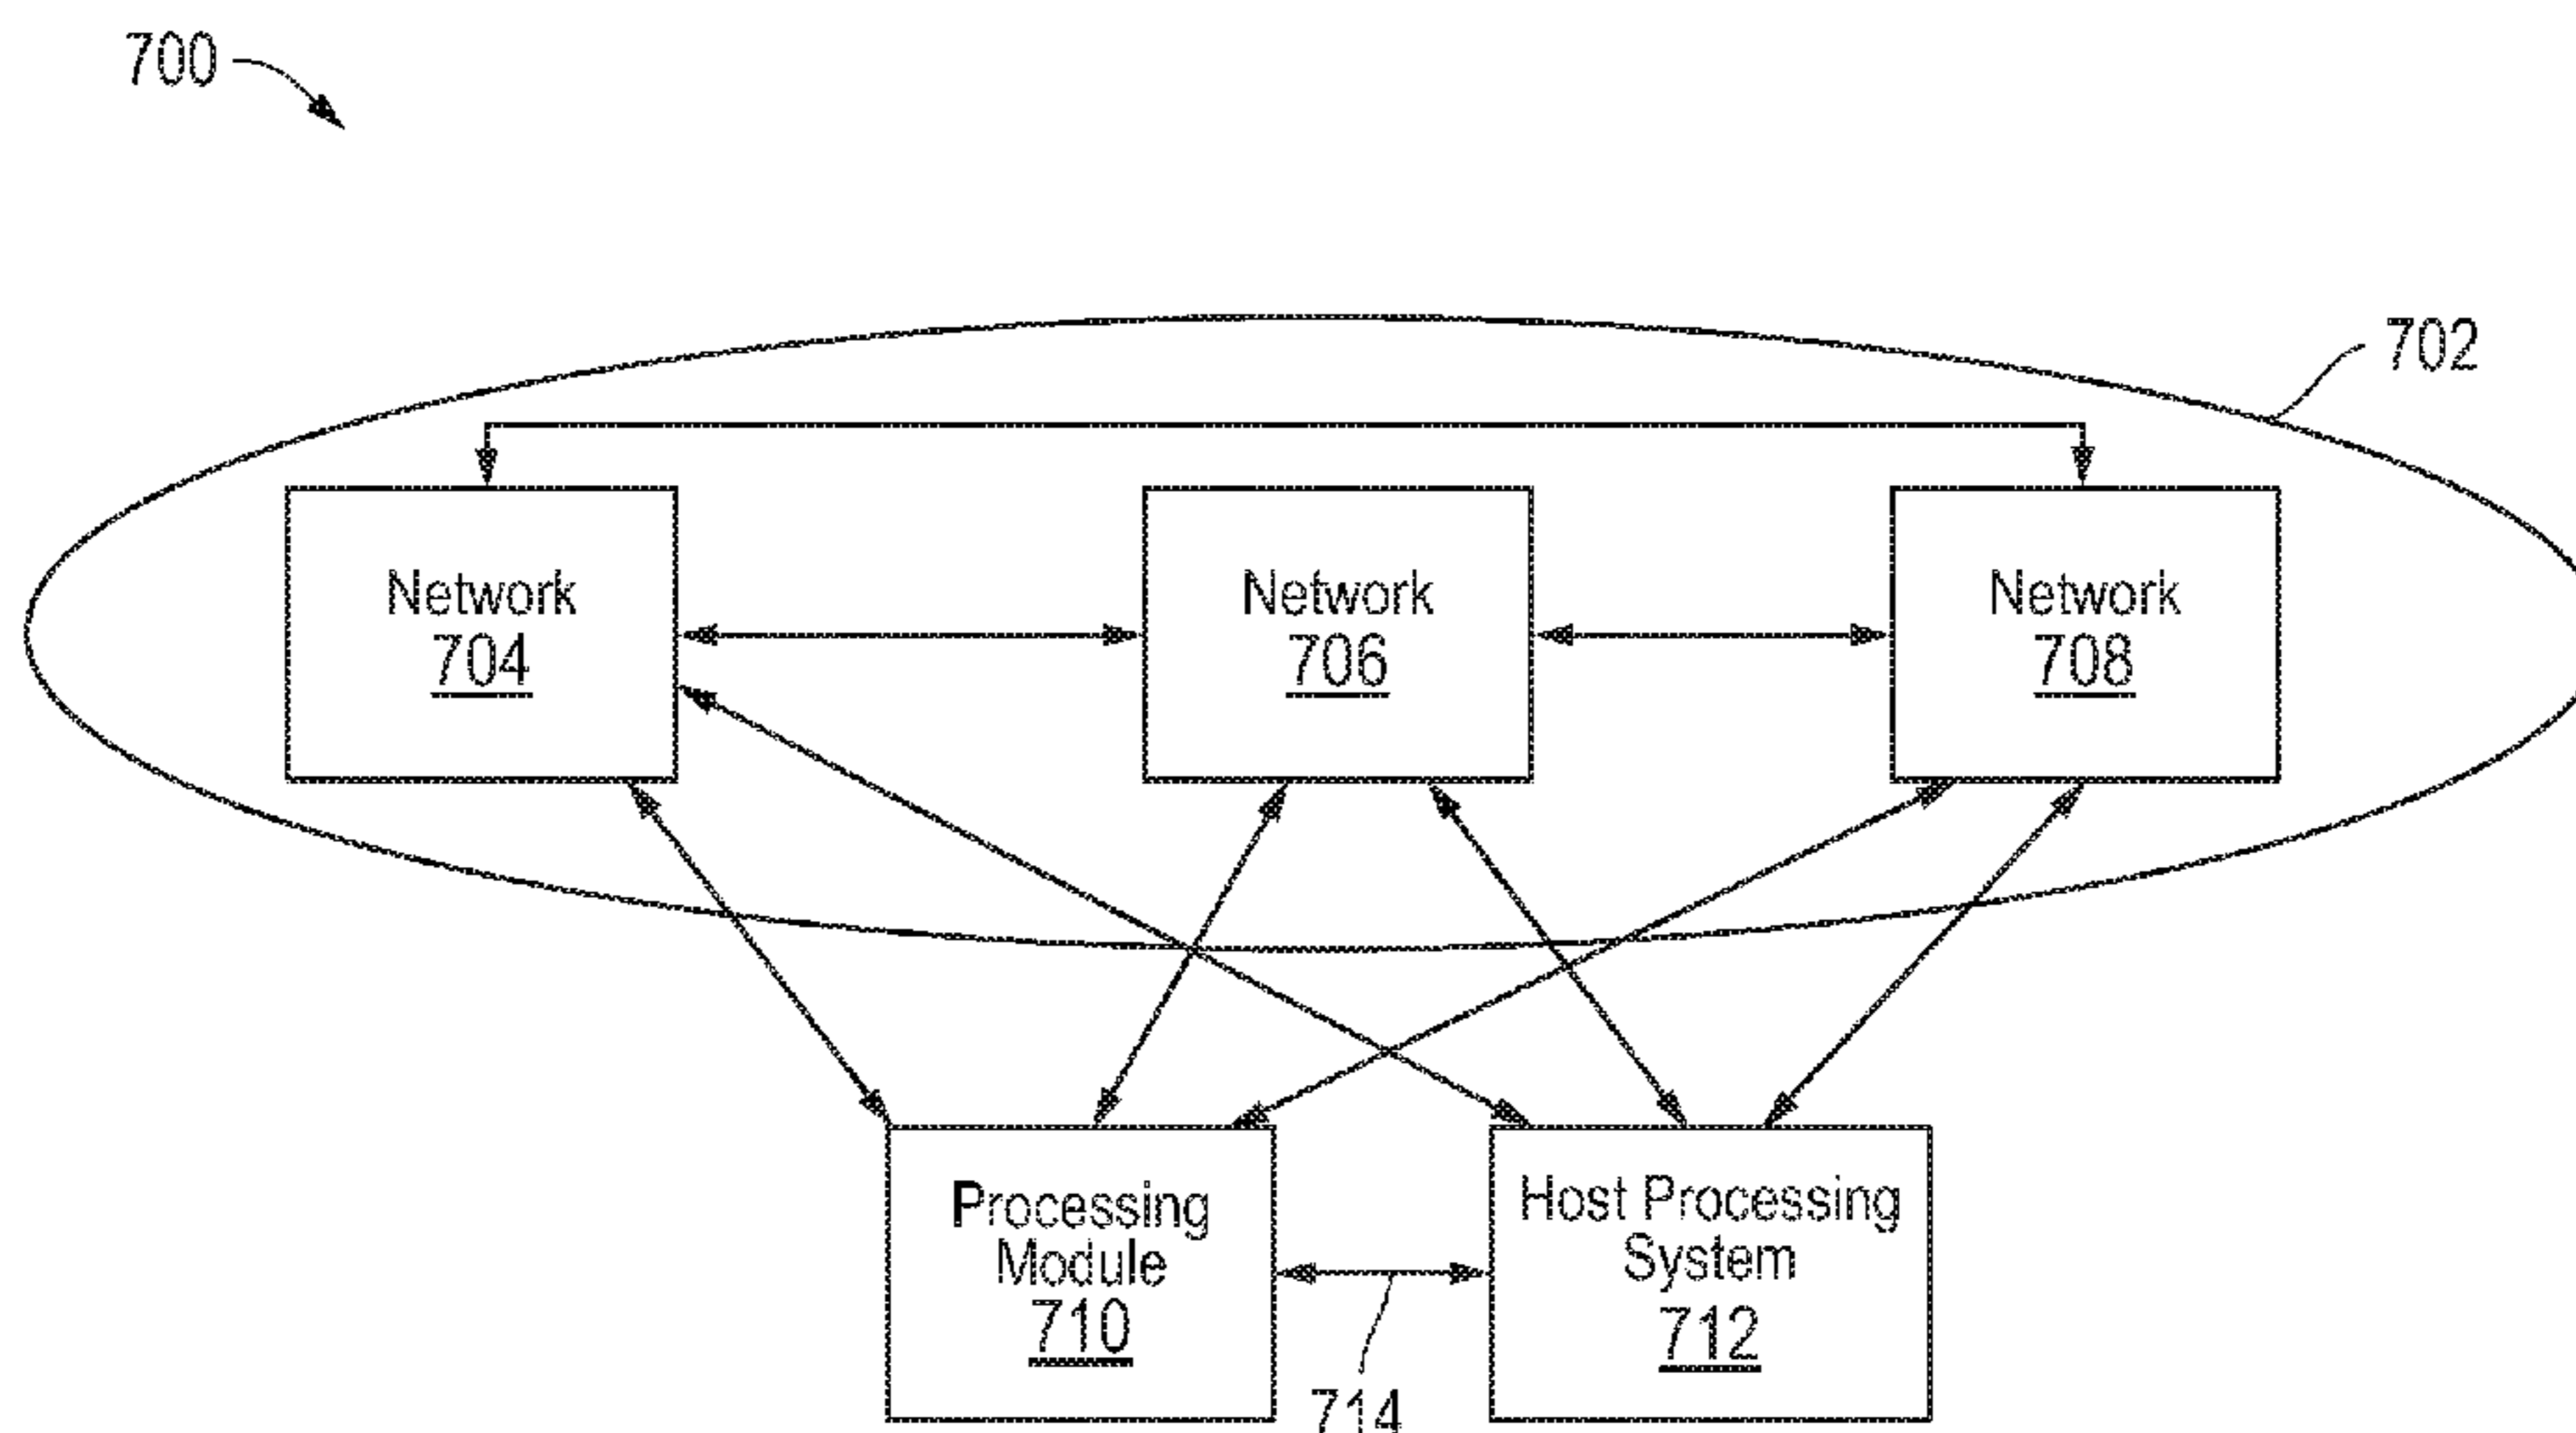 700
702
Network
704
Network
706
Network
708
Processing
Module
710
Host Processing
System
712
714